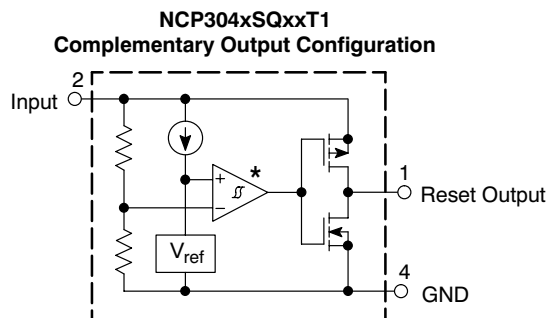 NCP304xSQxxT1
Complementary Output Configuration
2
Input
*
+
1
Reset Output
−
Vref
4
GND